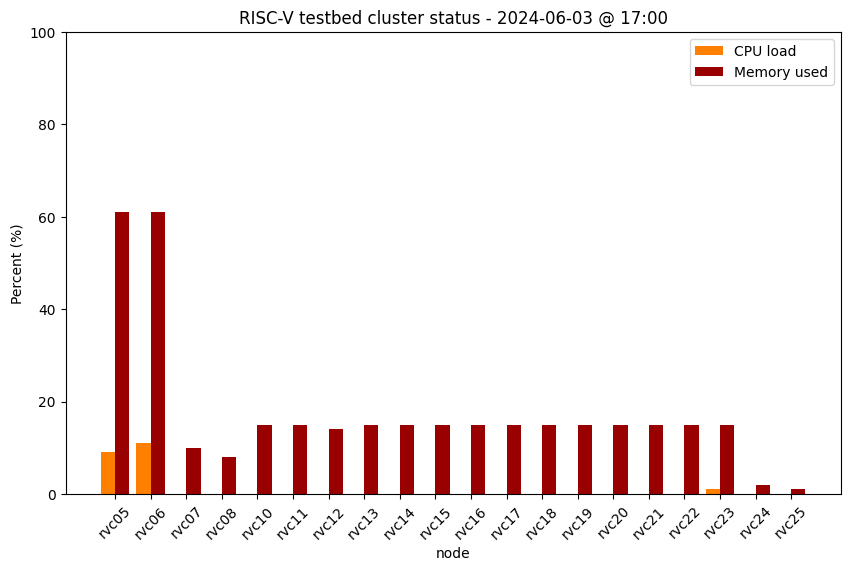 RISC-V testbed cluster status - 2024-06-03 @ 17:00
CPU load
Memory used
Percent (%)
100
80
60
40
20
0
rvc05 rvc06 rvc07 rvc08 rvc10 rvc11 rvc12 rvc13 rvc14 rvc15 rvc16 rvc17 rvc18 rvc19 rvc20 rvc21 rvc22 rvc23 rvc24 rvc25
node